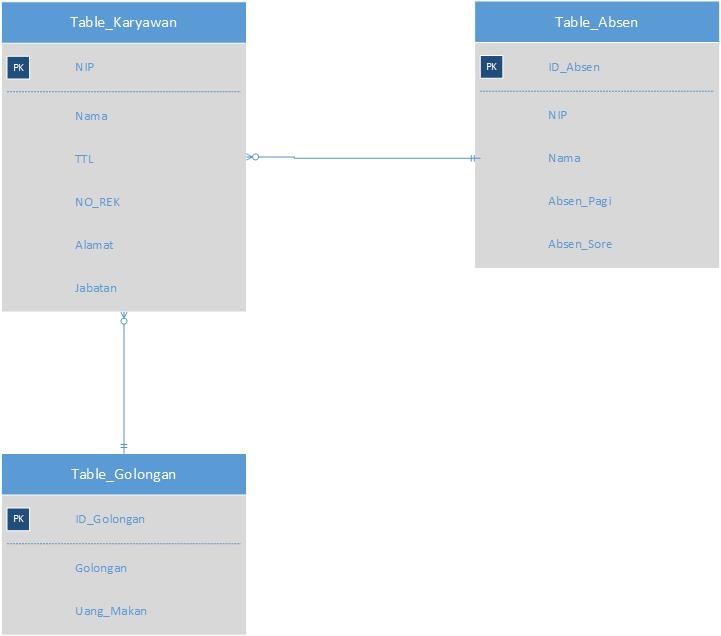 Table_Karyawan
PK NIP
Nama
TTL
NO_REK
Alamat
Jabatan
Table_Absen
PK ID_Absen
NIP
Nama
Absen_Pagi
Absen_Sore
Table_Golongan
PK ID_Golongan
Golongan
Uang_Makan